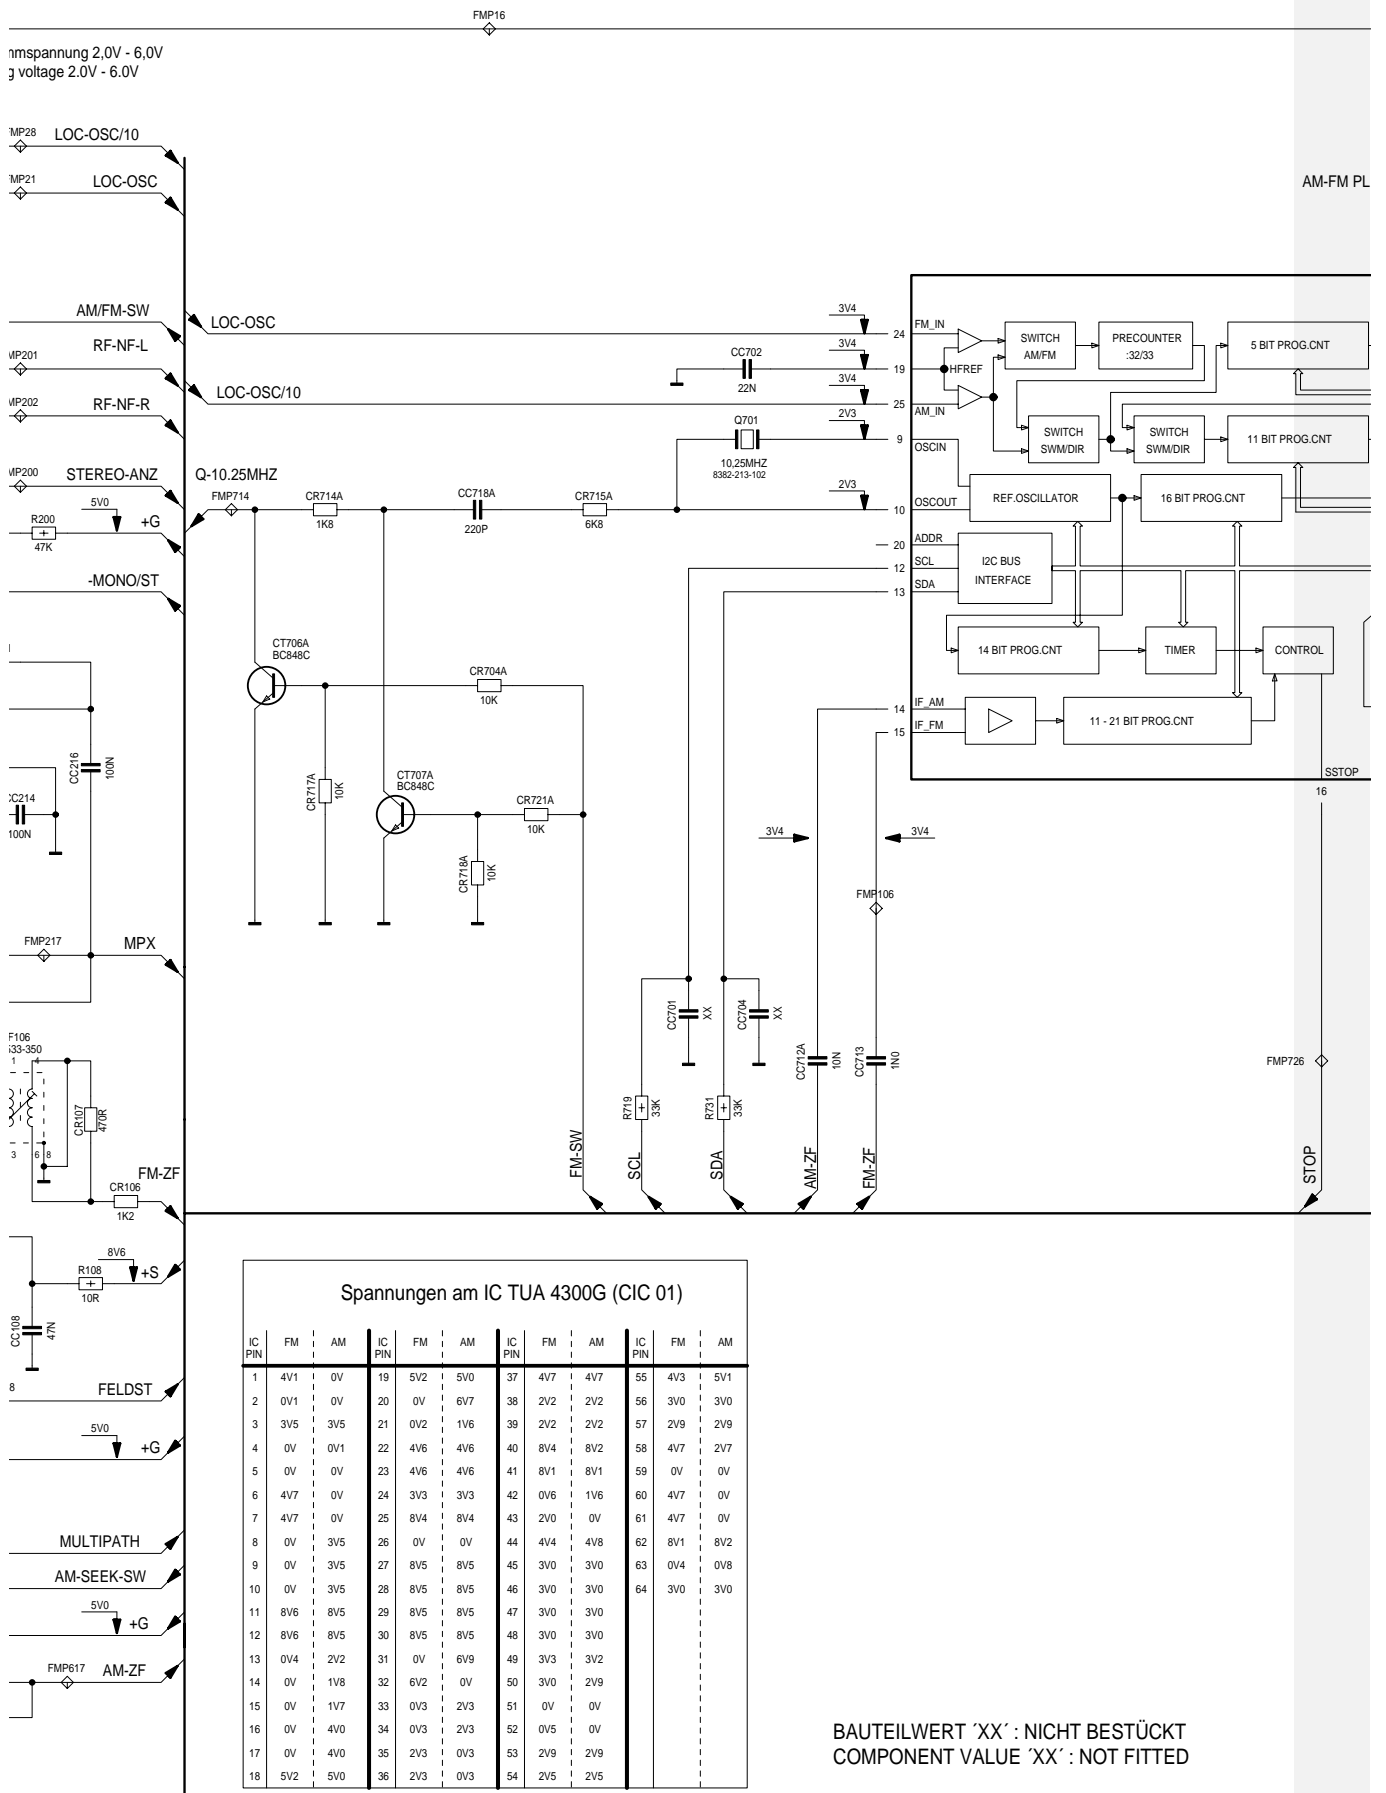 FMP16
mspannung 2,0V - 6,0V
g voltage 2.0V - 6.0V
MP28 LOC-OSC/10
MP21 LOC-OSC
AM-FM PL
AM/FM-SW
MP201 RF-NF-L
MP202 RF-NF-R
MP200 STEREO-ANZ
5V0
R200 +G
47K
-MONO/ST
LOC-OSC
LOC-OSC/10
Q-10.25MHZ
FMP714
CR714A
1K8
CC718A
220P
CR715A
6K8
CC702
22N
Q701
10,25MHZ
8382-213-102
3V4
3V4
3V4
2V3
2V3
24 FM_IN
19 HFREF
25 AM_IN
9 OSCIN
10 OSCOUT
20 ADDR
12 SCL
13 SDA
14 IF_AM
15 IF_FM
SWITCH
AM/FM
PRECOUNTER
:32/33
5 BIT PROG.CNT
SWITCH
SWM/DIR
SWITCH
SWM/DIR
11 BIT PROG.CNT
REF.OSCILLATOR
16 BIT PROG.CNT
I2C BUS
INTERFACE
14 BIT PROG.CNT
TIMER
CONTROL
11 - 21 BIT PROG.CNT
SSTOP
16
CT706A
BC848C
CR704A
10K
CR717A
10K
CT707A
BC848C
CR721A
10K
CR718A
10K
CC216
100N
CC214
100N
3V4
3V4
FMP106
FMP217
MPX
CC701
XX
CC704
XX
CC712A
10N
CC713
1N0
FMP726
R719
33K
R731
33K
F106
533-350
1 4
3 6 8
CR107
470R
FM-ZF
CR106
1K2
FM-SW
SCL
SDA
AM-ZF
FM-ZF
STOP
8V6
R108 +S
10R
CC108
47N
8 FELDST
5V0
+G
MULTIPATH
AM-SEEK-SW
5V0
+G
FMP617 AM-ZF
Spannungen am IC TUA 4300G (CIC 01)
IC PIN FM AM IC PIN FM AM IC PIN FM AM IC PIN FM AM
1 4V1 0V 19 5V2 5V0 37 4V7 4V7 55 4V3 5V1
2 0V1 0V 20 0V 6V7 38 2V2 2V2 56 3V0 3V0
3 3V5 3V5 21 0V2 1V6 39 2V2 2V2 57 2V9 2V9
4 0V 0V1 22 4V6 4V6 40 8V4 8V2 58 4V7 2V7
5 0V 0V 23 4V6 4V6 41 8V1 8V1 59 0V 0V
6 4V7 0V 24 3V3 3V3 42 0V6 1V6 60 4V7 0V
7 4V7 0V 25 8V4 8V4 43 2V0 0V 61 4V7 0V
8 0V 3V5 26 0V 0V 44 4V4 4V8 62 8V1 8V2
9 0V 3V5 27 8V5 8V5 45 3V0 3V0 63 0V4 0V8
10 0V 3V5 28 8V5 8V5 46 3V0 3V0 64 3V0 3V0
11 8V6 8V5 29 8V5 8V5 47 3V0 3V0
12 8V6 8V5 30 8V5 8V5 48 3V0 3V0
13 0V4 2V2 31 0V 6V9 49 3V3 3V2
14 0V 1V8 32 6V2 0V 50 3V0 2V9
15 0V 1V7 33 0V3 2V3 51 0V 0V
16 0V 4V0 34 0V3 2V3 52 0V5 0V
17 0V 4V0 35 2V3 0V3 53 2V9 2V9
18 5V2 5V0 36 2V3 0V3 54 2V5 2V5
BAUTEILWERT ´XX´ : NICHT BESTÜCKT
COMPONENT VALUE ´XX´ : NOT FITTED